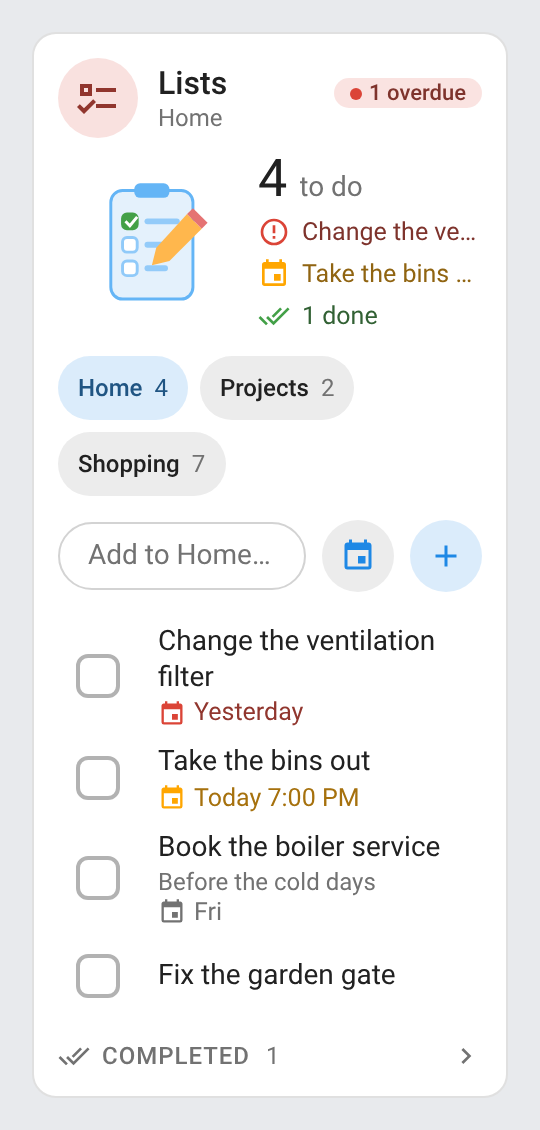 Lists
Home
1 overdue
4 to do
Change the ve...
Take the bins ...
1 done
Home 4
Projects 2
Shopping 7
Add to Home...
Change the ventilation
filter
Yesterday
Take the bins out
Today 7:00 PM
Book the boiler service
Before the cold days
Fri
Fix the garden gate
COMPLETED 1